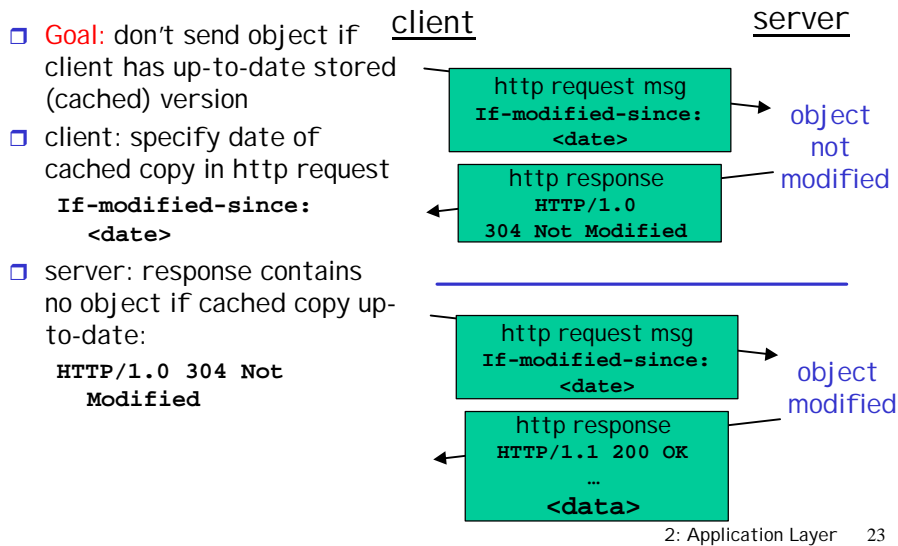 Goal: don't send object if
client has up-to-date stored
(cached) version
client: specify date of
cached copy in http request
If-modified-since:
<date>
server: response contains
no object if cached copy up-
to-date:
HTTP/1.0 304 Not
Modified
client
server
http request msg
If-modified-since:
<date>
object
not
modified
http response
HTTP/1.0
304 Not Modified
http request msg
If-modified-since:
<date>
object
modified
http response
HTTP/1.1 200 OK
…
<data>
2: Application Layer 23